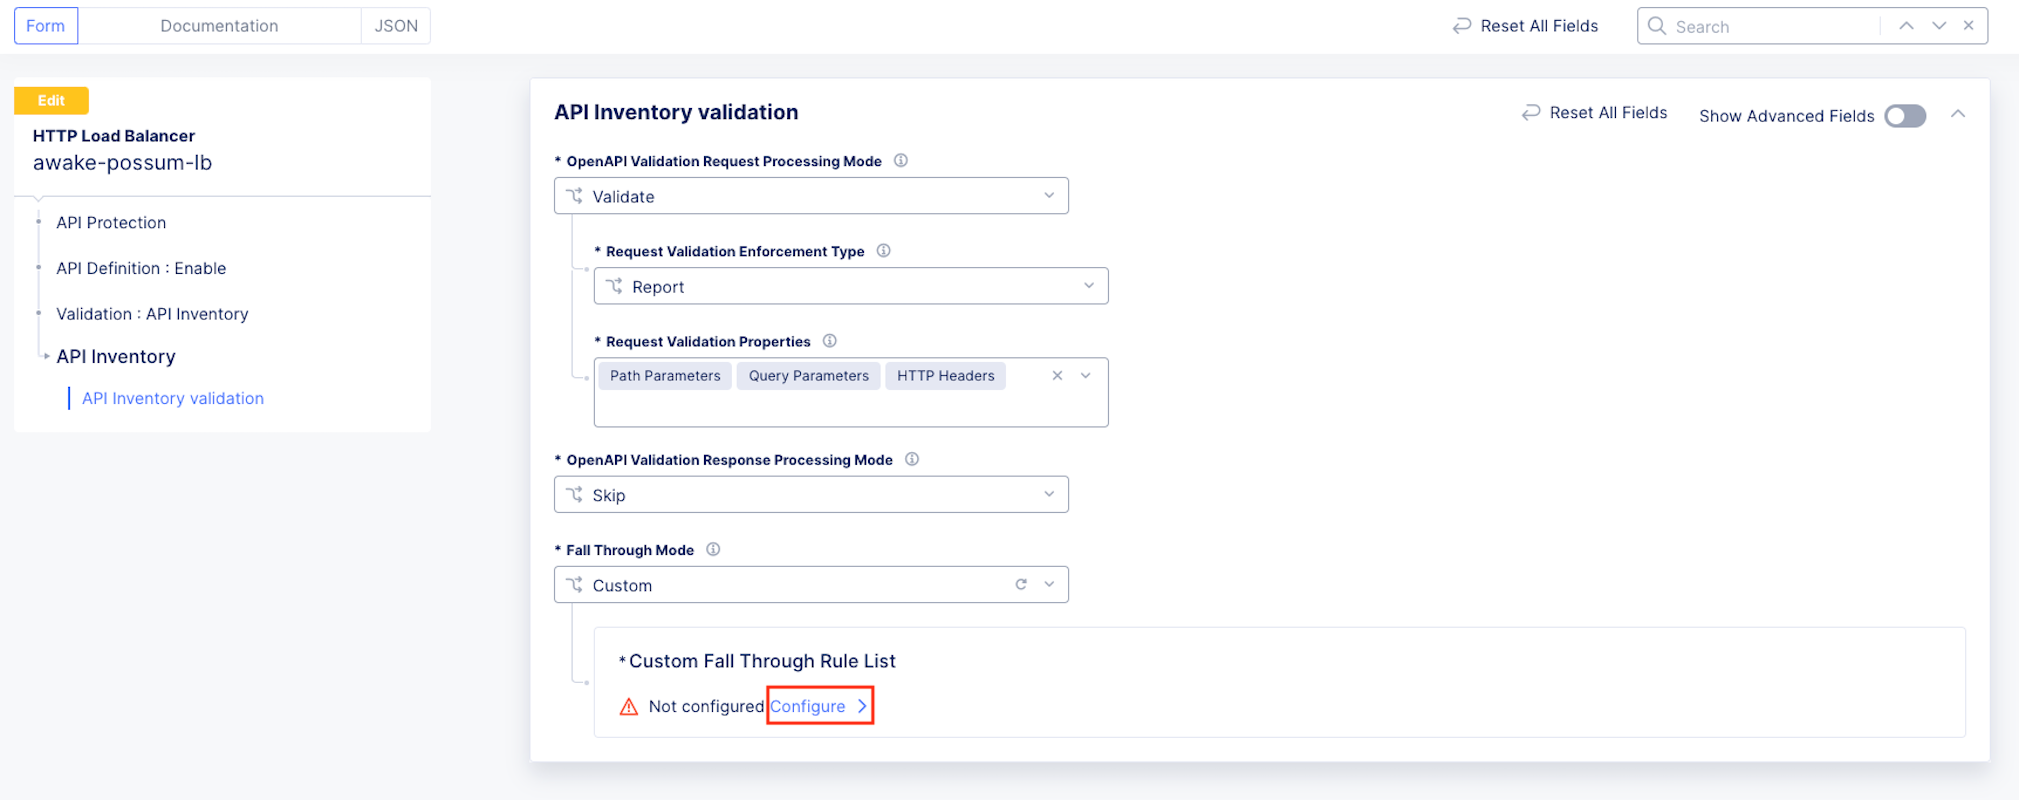 Form
Documentation
JSON
Reset All Fields
Search
Edit
HTTP Load Balancer
awake-possum-lb
API Protection
API Definition : Enable
Validation : API Inventory
API Inventory
API Inventory validation
API Inventory validation
Reset All Fields
Show Advanced Fields
* OpenAPI Validation Request Processing Mode
Validate
* Request Validation Enforcement Type
Report
* Request Validation Properties
Path Parameters Query Parameters HTTP Headers
* OpenAPI Validation Response Processing Mode
Skip
* Fall Through Mode
Custom
* Custom Fall Through Rule List
Not configured Configure